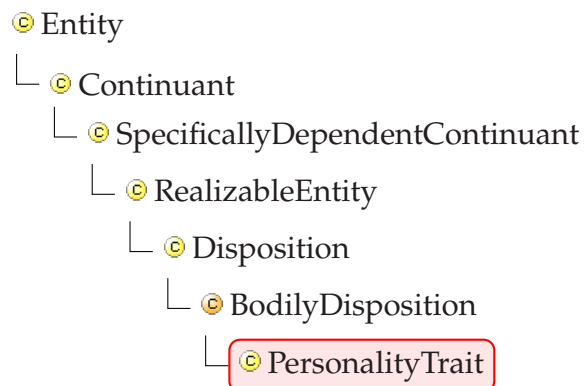 Entity
Continuant
SpecificallyDependentContinuant
RealizableEntity
Disposition
BodilyDisposition
PersonalityTrait